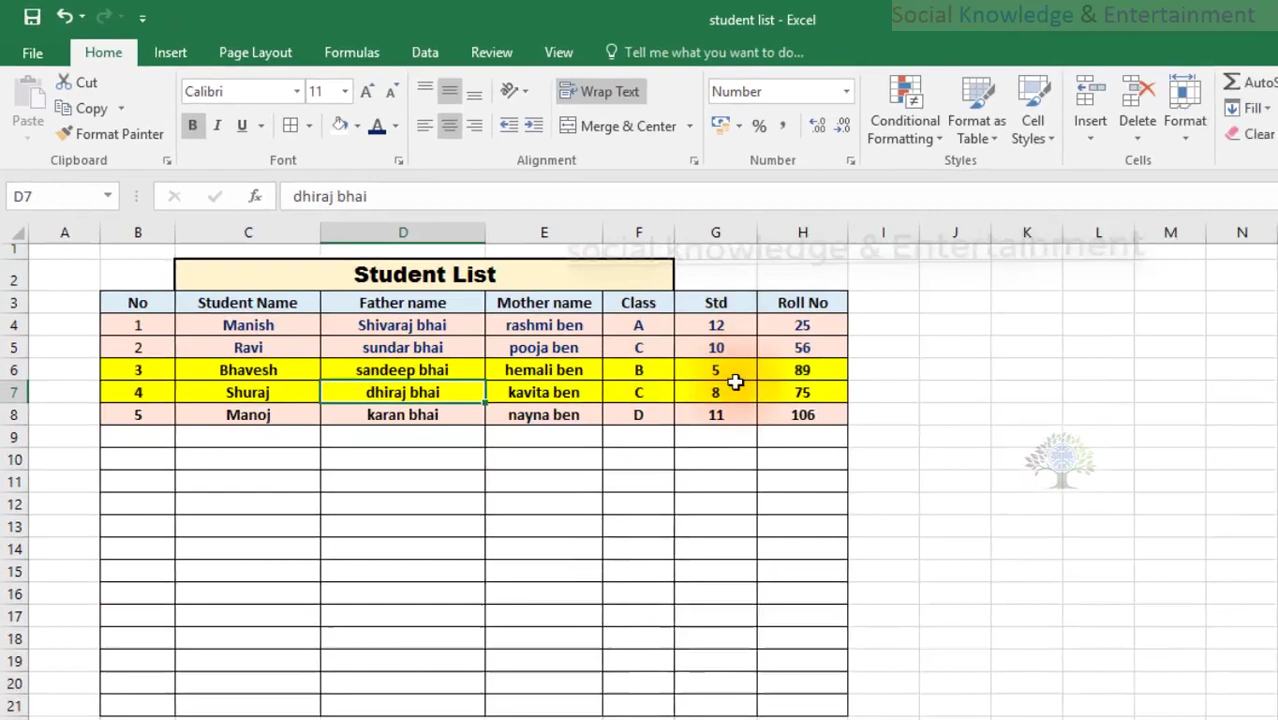 student list - Excel
Social Knowledge & Entertainment
File Home Insert Page Layout Formulas Data Review View Tell me what you want to do...
Paste
Cut
Copy
Format Painter
Clipboard
Calibri 11
B I U
Font
Wrap Text
Merge & Center
Alignment
Number
Number
Conditional Formatting
Format as Table
Cell Styles
Styles
Insert Delete Format
Cells
Fill
Clear
D7 fx dhiraj bhai
A B C D E F G H I J K L M N
social knowledge & Entertainment
1
2 Student List
3 No Student Name Father name Mother name Class Std Roll No
4 1 Manish Shivaraj bhai rashmi ben A 12 25
5 2 Ravi sundar bhai pooja ben C 10 56
6 3 Bhavesh sandeep bhai hemali ben B 5 89
7 4 Shuraj dhiraj bhai kavita ben C 8 75
8 5 Manoj karan bhai nayna ben D 11 106
9
10
11
12
13
14
15
16
17
18
19
20
21